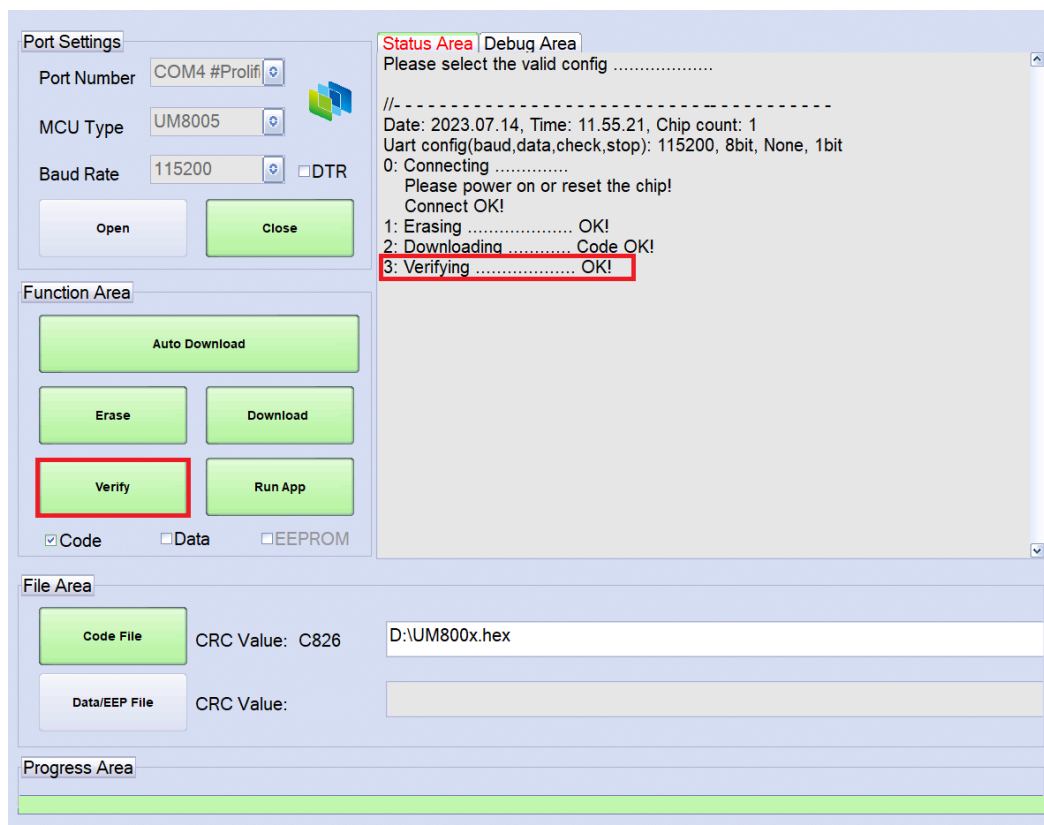 Port Settings
Port Number COM4 #Prolifi
MCU Type UM8005
Baud Rate 115200 DTR
Open Close
Function Area
Auto Download
Erase Download
Verify Run App
Code Data EEPROM
Status Area Debug Area
Please select the valid config ...................
//- - - - - - - - - - - - - - - - - - - - - - - - - - - - -- - - - - - - - - - -
Date: 2023.07.14, Time: 11.55.21, Chip count: 1
Uart config(baud,data,check,stop): 115200, 8bit, None, 1bit
0: Connecting ..............
Please power on or reset the chip!
Connect OK!
1: Erasing .................... OK!
2: Downloading ............ Code OK!
3: Verifying ................... OK!
File Area
Code File CRC Value: C826 D:\UM800x.hex
Data/EEP File CRC Value:
Progress Area